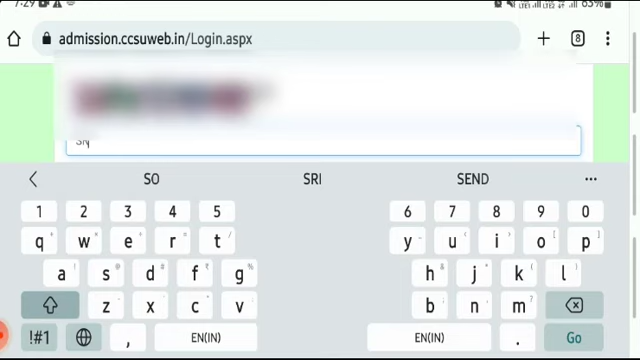 7:29
63%
admission.ccsuweb.in/Login.aspx
8
SO SRI SEND
1 2 3 4 5 6 7 8 9 0
q w e r t y u i o p
a s d f g h j k l
z x c v b n m
!#1 , EN(IN) EN(IN) . Go